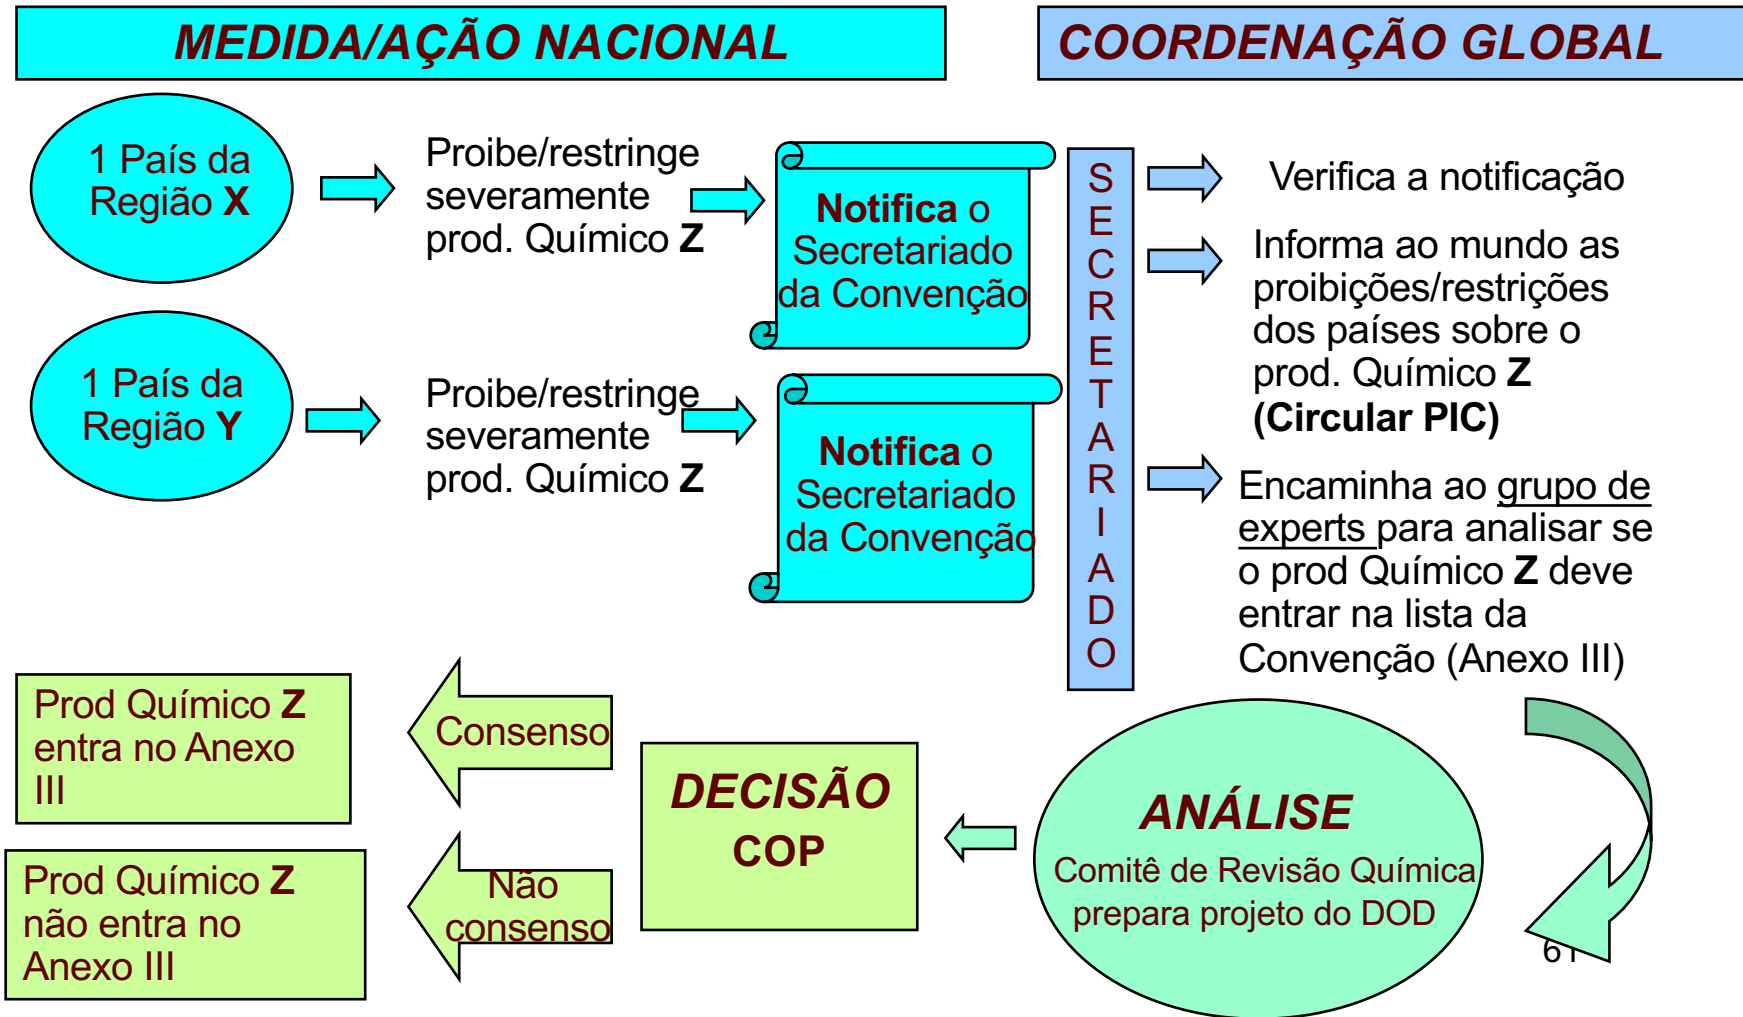 MEDIDA/AÇÃO NACIONAL
COORDENAÇÃO GLOBAL
1 País da
Região X
Proibe/restringe
severamente
prod. Químico Z
Notifica o
Secretariado
da Convenção
1 País da
Região Y
Proibe/restringe
severamente
prod. Químico Z
Notifica o
Secretariado
da Convenção
S
E
C
R
E
T
A
R
I
A
D
O
Verifica a notificação
Informa ao mundo as
proibições/restrições
dos países sobre o
prod. Químico Z
(Circular PIC)
Encaminha ao grupo de
experts para analisar se
o prod Químico Z deve
entrar na lista da
Convenção (Anexo III)
ANÁLISE
Comitê de Revisão Química
prepara projeto do DOD
DECISÃO
COP
Consenso
Prod Químico Z
entra no Anexo
III
Não
consenso
Prod Químico Z
não entra no
Anexo III
61